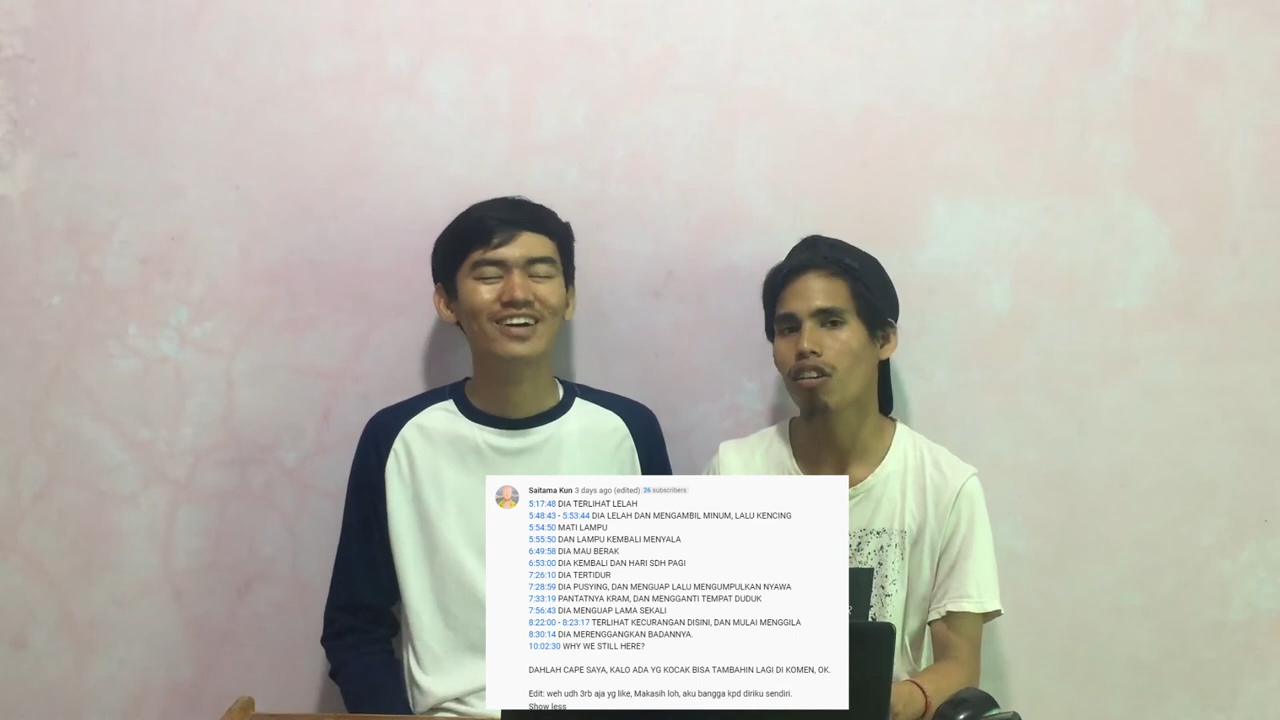 Saitama Kun 3 days ago (edited) 26 subscribers
5:17:48 DIA TERLIHAT LELAH
5:48:43 - 5:53:44 DIA LELAH DAN MENGAMBIL MINUM, LALU KENCING
5:54:50 MATI LAMPU
5:55:50 DAN LAMPU KEMBALI MENYALA
6:49:58 DIA MAU BERAK
6:53:00 DIA KEMBALI DAN HARI SDH PAGI
7:26:10 DIA TERTIDUR
7:28:59 DIA PUSYING, DAN MENGUAP LALU MENGUMPULKAN NYAWA
7:33:19 PANTATNYA KRAM, DAN MENGGANTI TEMPAT DUDUK
7:56:43 DIA MENGUAP LAMA SEKALI
8:22:00 - 8:23:17 TERLIHAT KECURANGAN DISINI, DAN MULAI MENGGILA
8:30:14 DIA MERENGGANGKAN BADANNYA.
10:02:30 WHY WE STILL HERE?
DAHLAH CAPE SAYA, KALO ADA YG KOCAK BISA TAMBAHIN LAGI DI KOMEN, OK.
Edit: weh udh 3rb aja yg like, Makasih loh, aku bangga kpd diriku sendiri.
Show less